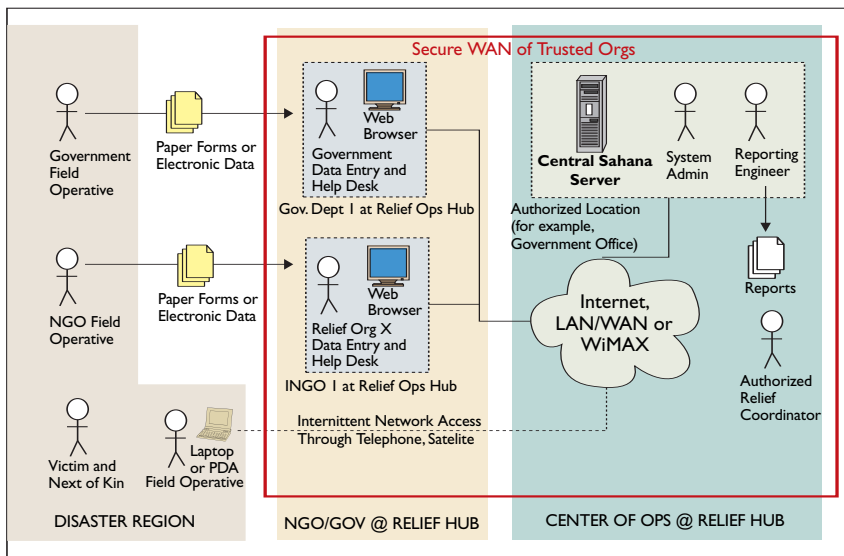 Secure WAN of Trusted Orgs
Government
Field
Operative
Paper Forms or
Electronic Data
Web
Browser
Government
Data Entry and
Help Desk
Gov. Dept 1 at Relief Ops Hub
Central Sahana
Server
System
Admin
Reporting
Engineer
Authorized Location
(for example,
Government Office)
Reports
NGO Field
Operative
Paper Forms or
Electronic Data
Web
Browser
Relief Org X
Data Entry and
Help Desk
INGO 1 at Relief Ops Hub
Internet,
LAN/WAN or
WiMAX
Authorized
Relief
Coordinator
Victim and
Next of Kin
Laptop
or PDA
Field Operative
Internittent Network Access
Through Telephone, Satelite
DISASTER REGION
NGO/GOV @ RELIEF HUB
CENTER OF OPS @ RELIEF HUB